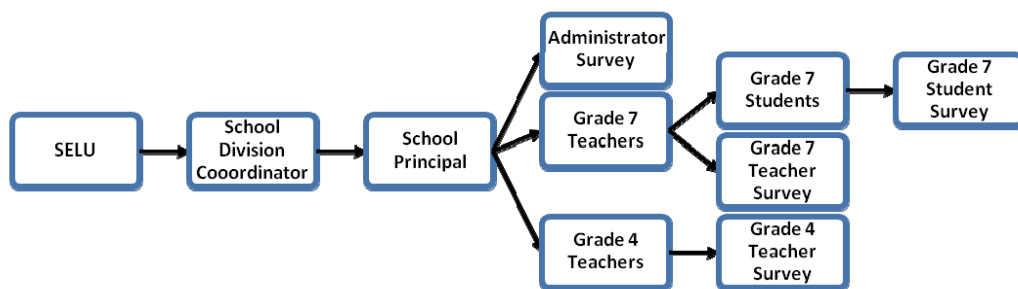 SELU
School
Division
Cooordinator
School
Principal
Administrator
Survey
Grade 7
Teachers
Grade 4
Teachers
Grade 7
Students
Grade 7
Teacher
Survey
Grade 4
Teacher
Survey
Grade 7
Student
Survey